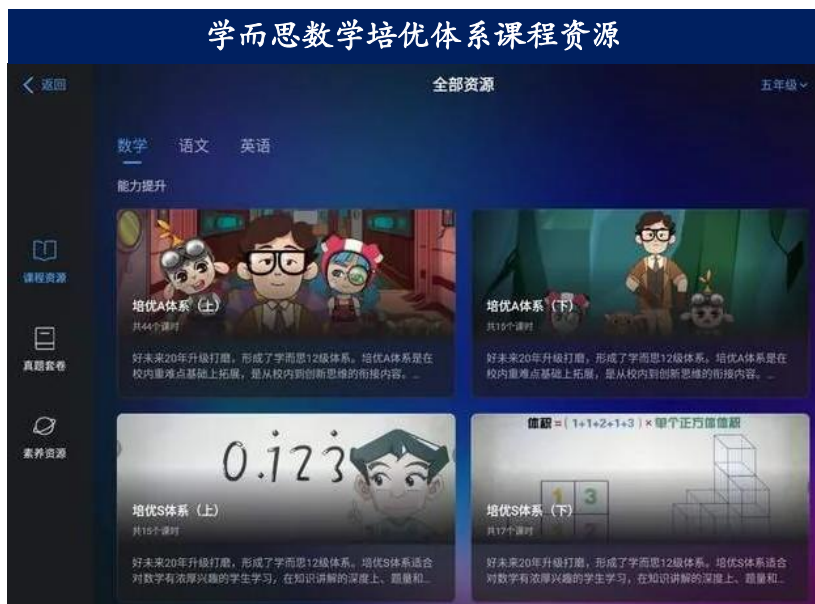 学而思数学培优体系课程资源
返回
全部资源
五年级
数学 语文 英语
能力提升
课程资源
真题套卷
素养资源
培优A体系（上）
共44个课时
好未来20年升级打磨，形成了学而思12级体系。培优A体系是在
校内重难点基础上拓展，是从校内到创新思维的衔接内容。...
培优A体系（下）
共15个课时
好未来20年升级打磨，形成了学而思12级体系。培优A体系是在
校内重难点基础上拓展，是从校内到创新思维的衔接内容。...
0.i23
培优S体系（上）
共15个课时
好未来20年升级打磨，形成了学而思12级体系。培优S体系适合
对数字有浓厚兴趣的学生学习，在知识讲解的深度上、题量和...
体积=(1+1+2+1+3)×单个正方体体积
1 3
2
培优S体系（下）
共17个课时
好未来20年升级打磨，形成了学而思12级体系。培优S体系适合
对数字有浓厚兴趣的学生学习，在知识讲解的深度上、题量和...